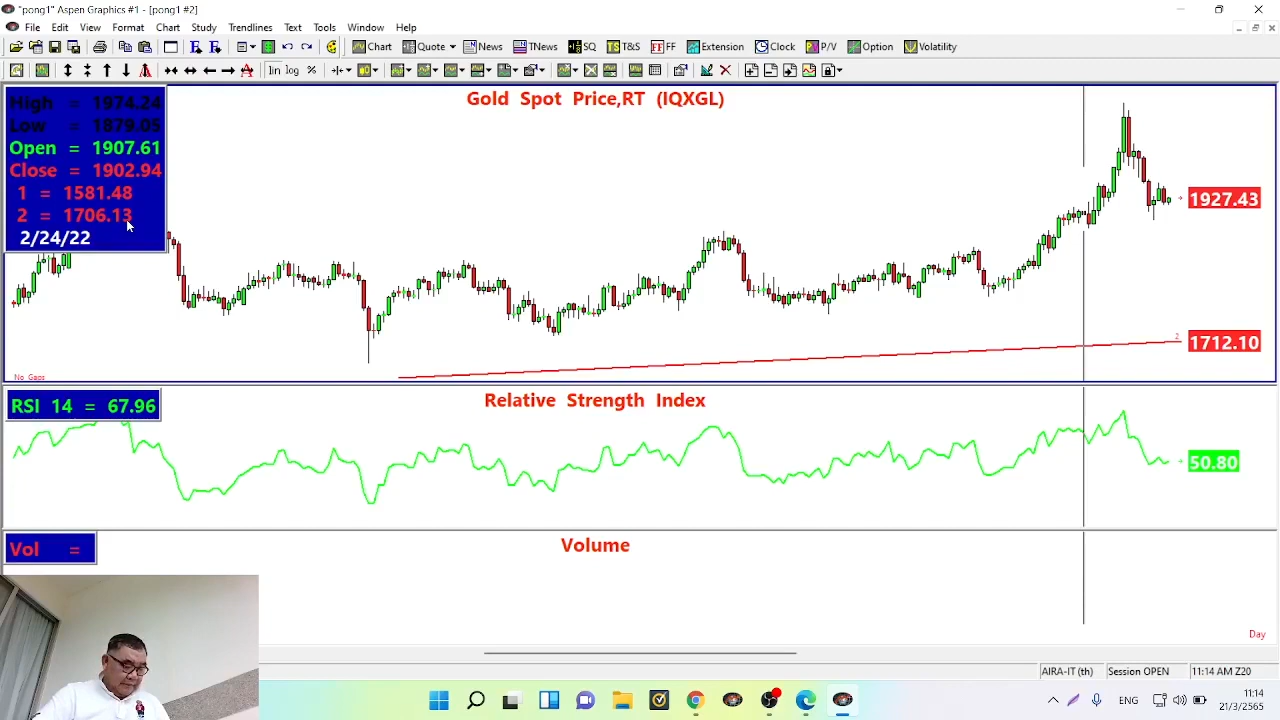 "pong1" Aspen Graphics #1 - [pong1 #2]
File Edit View Format Chart Study Trendlines Text Tools Window Help
Chart Quote News TNews SQ TS T&S FF FF Extension Clock P/V P/V Option Volatility
lin log %
High = 1974.24
Low = 1879.05
Open = 1907.61
Close = 1902.94
1 = 1581.48
2 = 1706.13
2/24/22
Gold Spot Price,RT (IQXGL)
1927.43
2
1712.10
No Gaps
RSI 14 = 67.96
Relative Strength Index
50.80
Vol =
Volume
Day
AIRA-IT (th) Session OPEN 11:14 AM Z20
ENG
11:14
21/3/2565